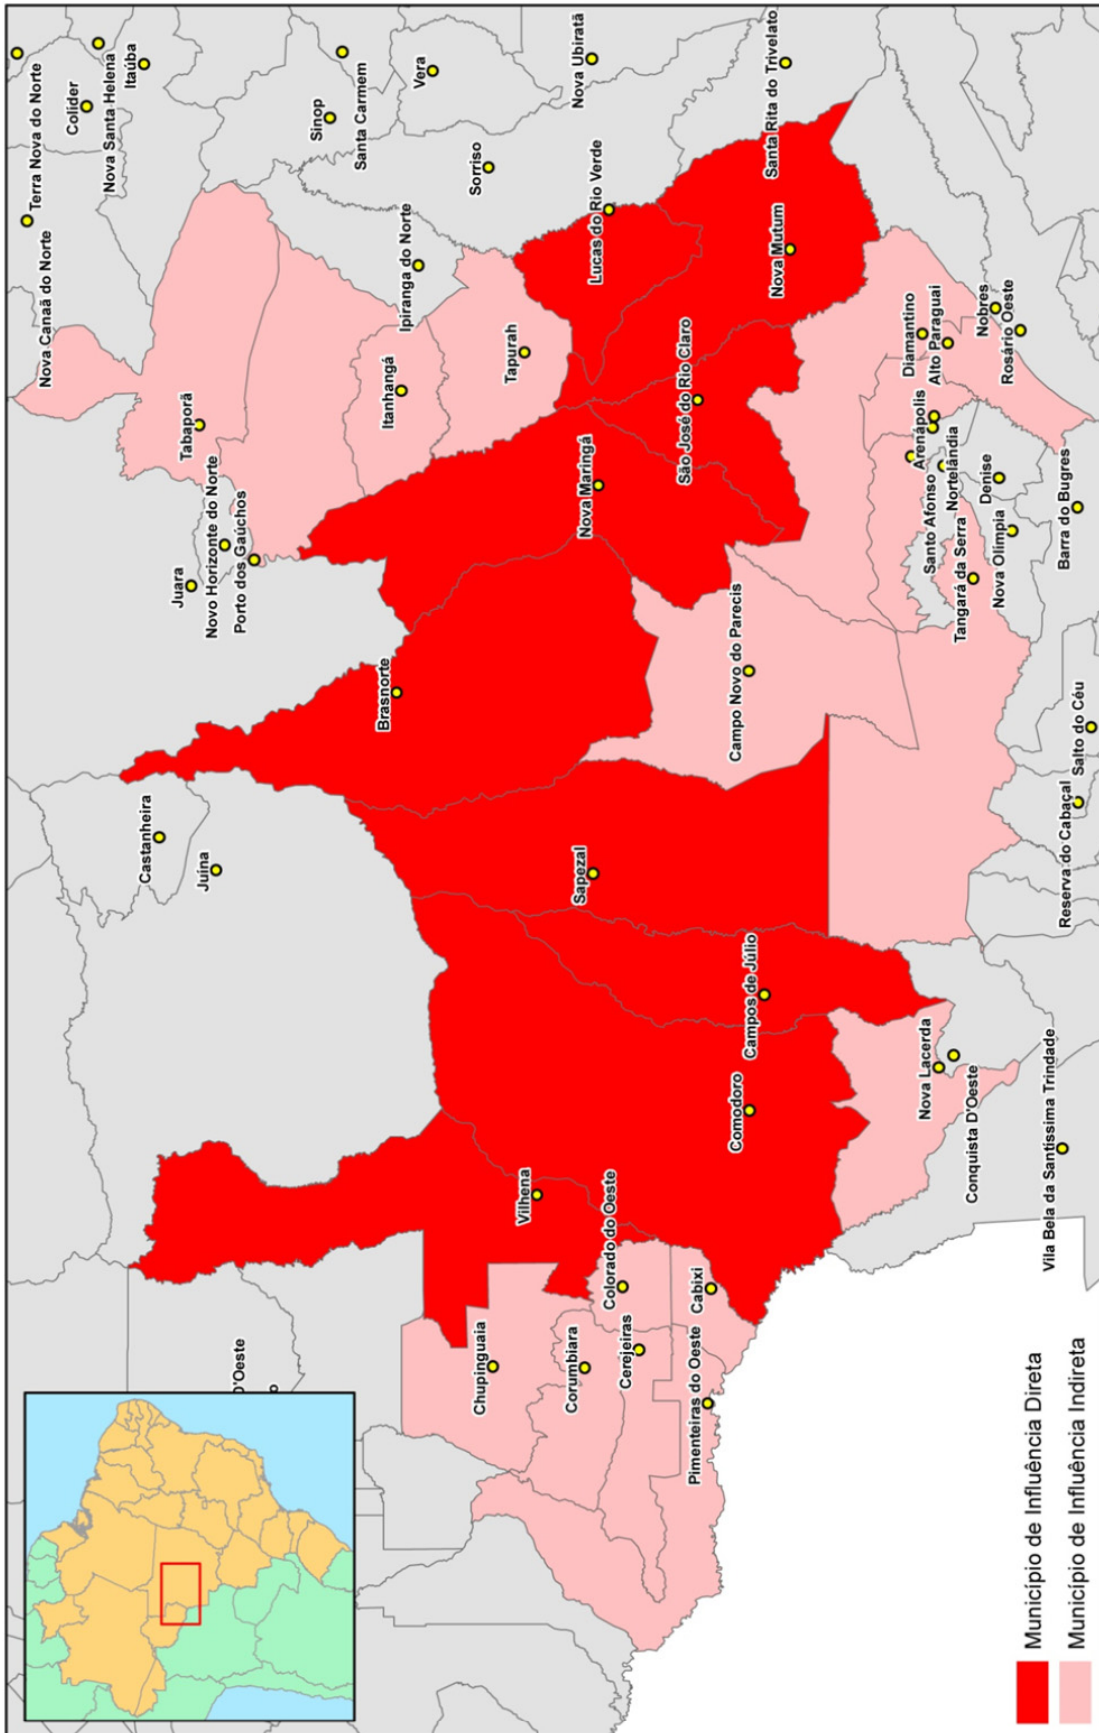 Terra Nova do Norte
Colíder
Nova Santa Helena
Itaúba
Nova Canaã do Norte
Sinop
Santa Carmem
Vera
Nova Ubiratã
Santa Rita do Trivelato
Sorriso
Lucas do Rio Verde
Ipiranga do Norte
Nova Mutum
Tabaporã
Itanhangá
Tapurah
São José do Rio Claro
Diamantino
Alto Paraguai
Nobres
Rosário Oeste
Juara
Novo Horizonte do Norte
Porto dos Gaúchos
Nova Maringá
Arenápolis
Santo Afonso
Nortelândia
Denise
Tangará da Serra
Nova Olímpia
Barra do Bugres
Brasnorte
Campo Novo do Parecis
Castanheira
Juína
Sapezal
Salto do Céu
Reserva do Cabaçal
Campos de Júlio
Comodoro
Nova Lacerda
Conquista D'Oeste
Vila Bela da Santíssima Trindade
Vilhena
Colorado do Oeste
Cabixi
Cerejeiras
Chupinguaia
Corumbiara
Pimenteiras do Oeste
D'Oeste
Município de Influência Direta
Município de Influência Indireta